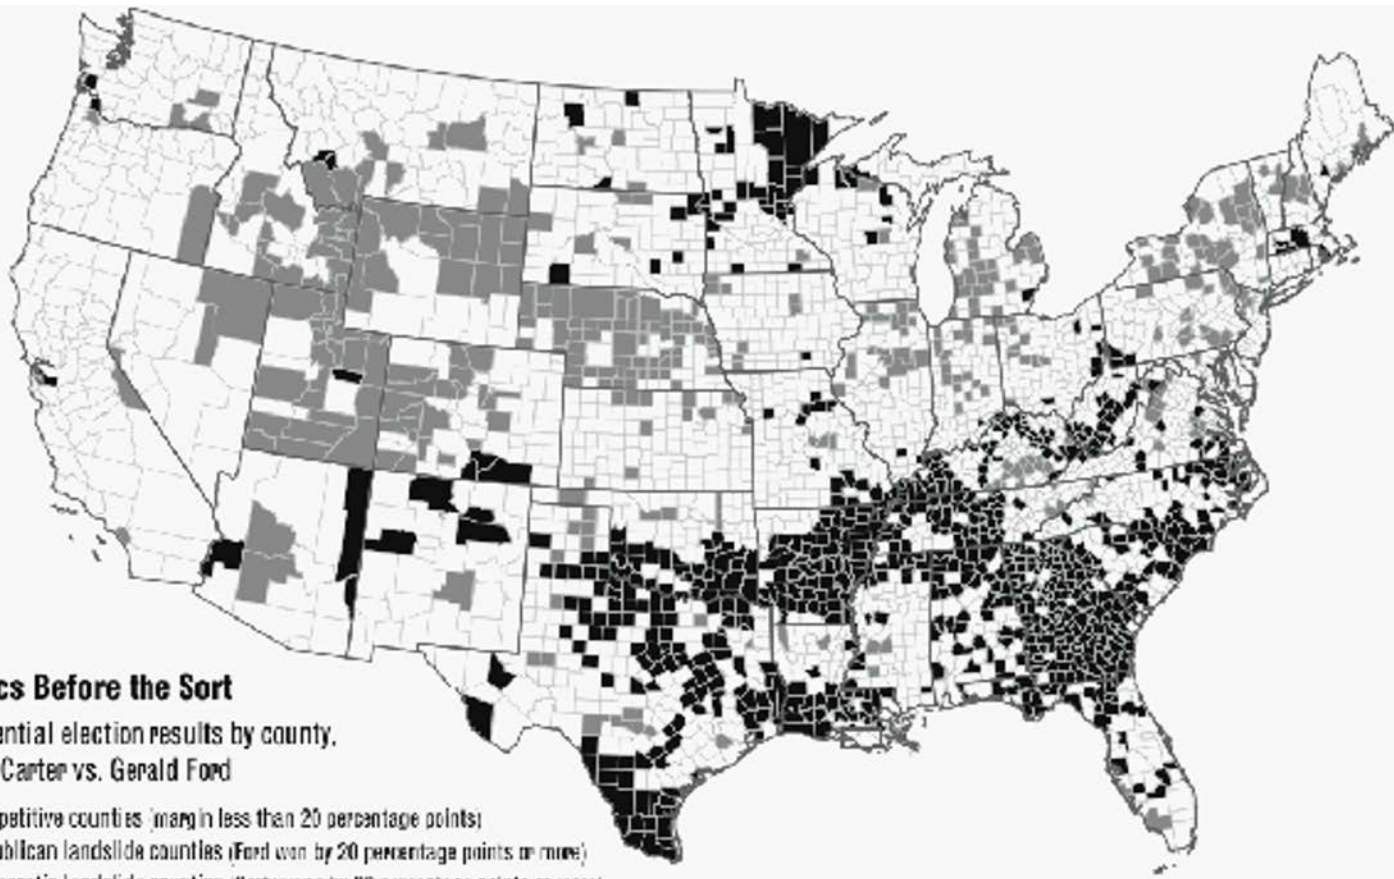 cs Before the Sort
ential election results by county,
Carter vs. Gerald Ford
petitive counties (margin less than 20 percentage points)
ublican landslide counties (Ford won by 20 percentage points or more)